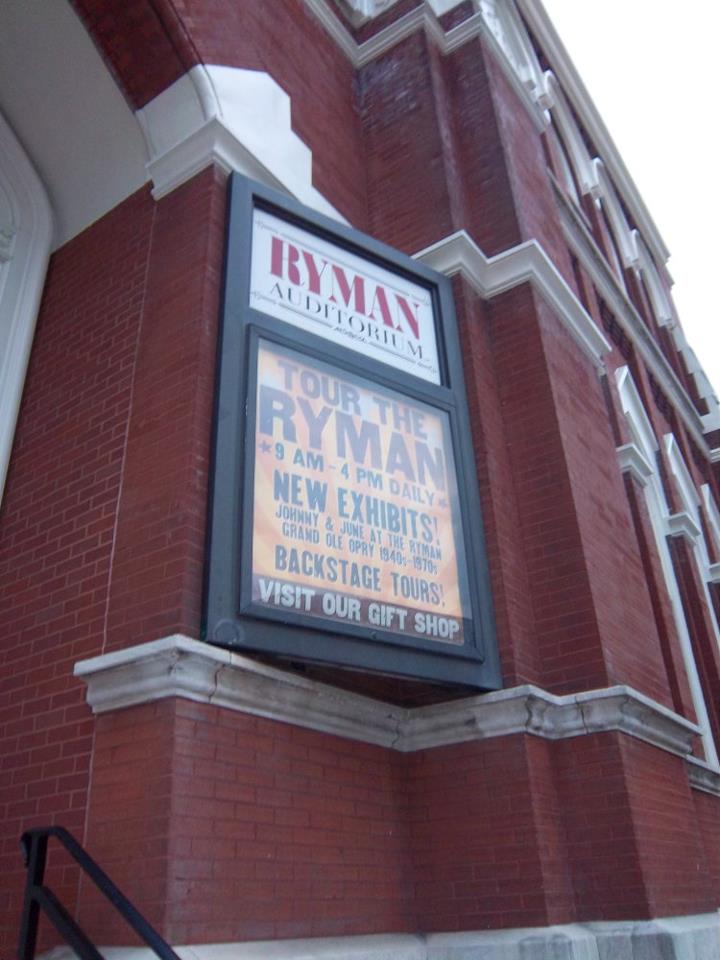 RYMAN
AUDITORIUM
TOUR THE
RYMAN
★9 AM - 4 PM DAILY★
NEW EXHIBITS!
JOHNNY & JUNE AT THE RYMAN
GRAND OLE OPRY 1940s-1970s
BACKSTAGE TOURS!
VISIT OUR GIFT SHOP